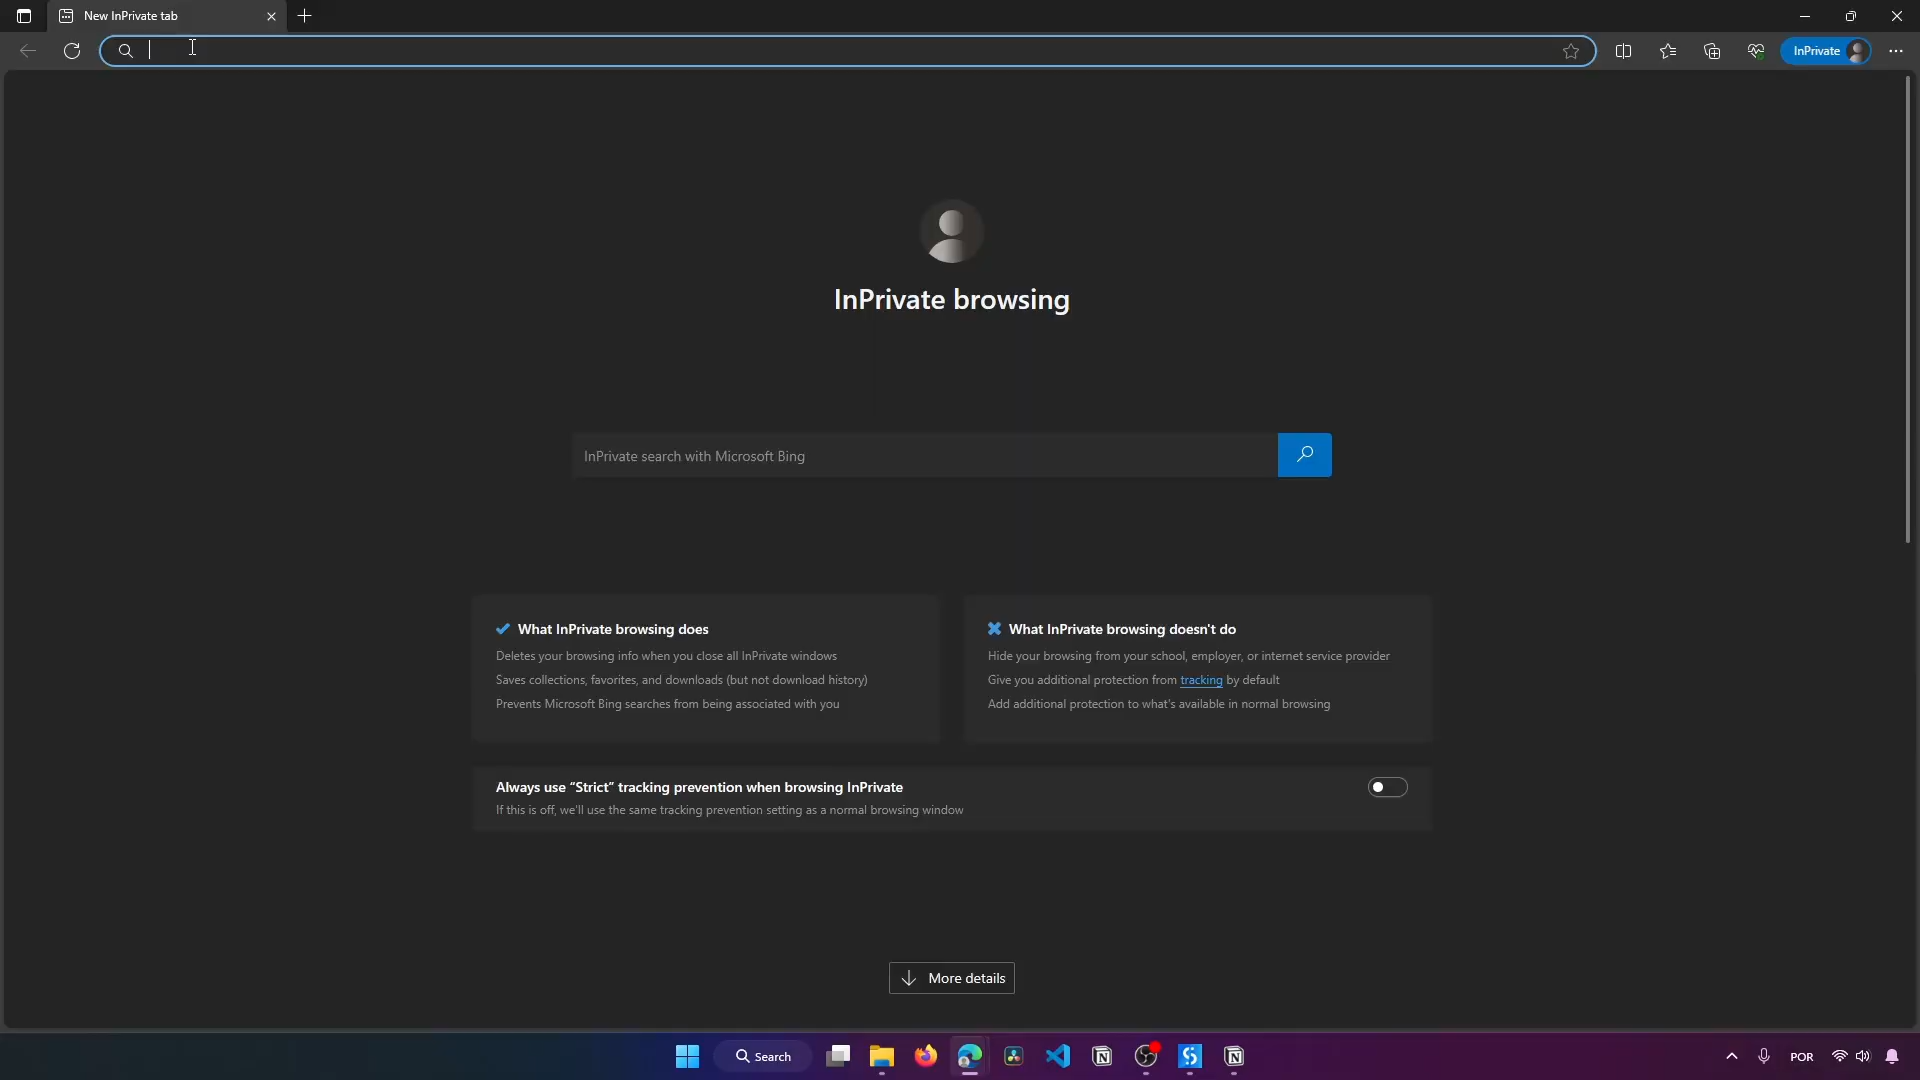 New InPrivate tab
InPrivate
InPrivate browsing
InPrivate search with Microsoft Bing
What InPrivate browsing does
Deletes your browsing info when you close all InPrivate windows
Saves collections, favorites, and downloads (but not download history)
Prevents Microsoft Bing searches from being associated with you
What InPrivate browsing doesn't do
Hide your browsing from your school, employer, or internet service provider
Give you additional protection from tracking by default
Add additional protection to what's available in normal browsing
Always use “Strict” tracking prevention when browsing InPrivate
If this is off, we'll use the same tracking prevention setting as a normal browsing window
More details
Search
POR